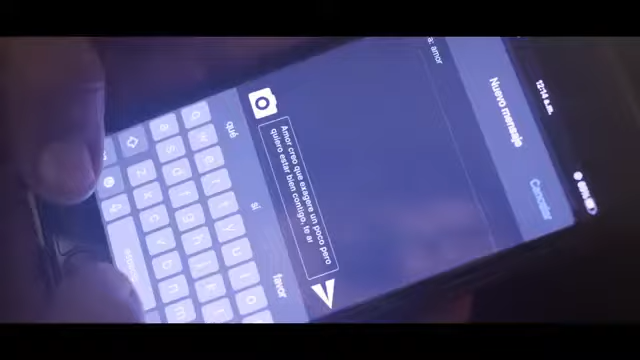 12:14 a.m.
Nuevo mensaje
Cancelar
a: amor
Amor creo que exagere un poco pero
quiero estar bien contigo, te ar
qué
sí
favor
q w e r t y u i o
a s d f g h j k l
z x c v b n m
espacio